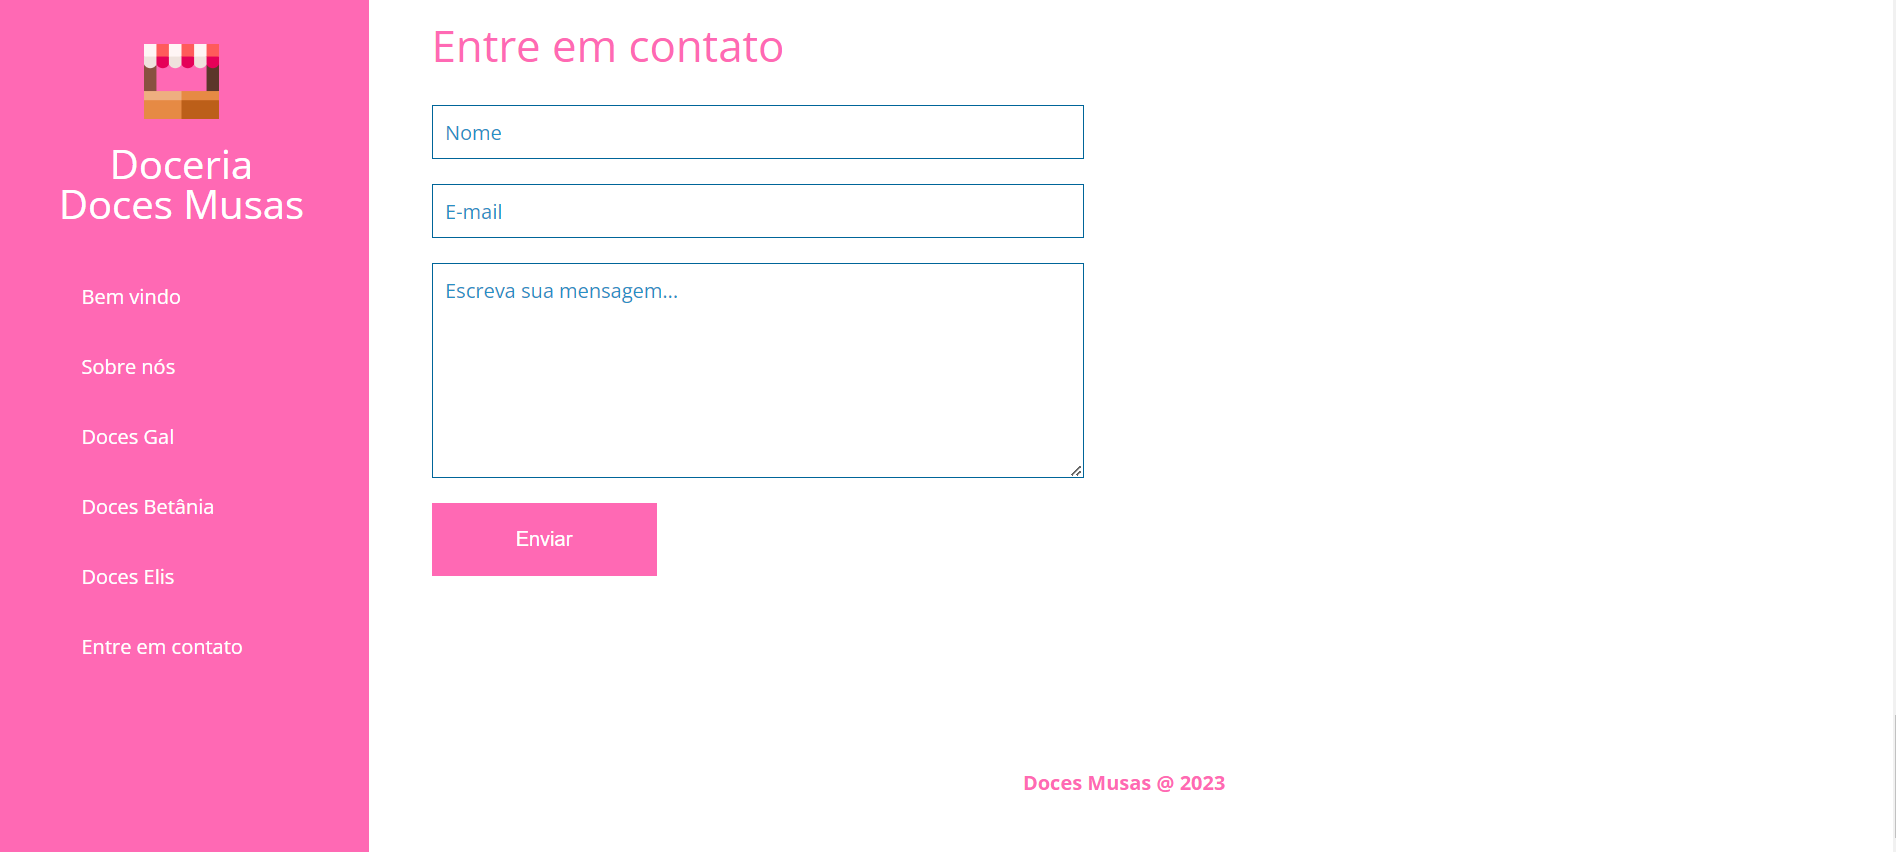 Doceria
Doces Musas
Bem vindo
Sobre nós
Doces Gal
Doces Betânia
Doces Elis
Entre em contato
Entre em contato
Nome
E-mail
Escreva sua mensagem...
Enviar
Doces Musas @ 2023